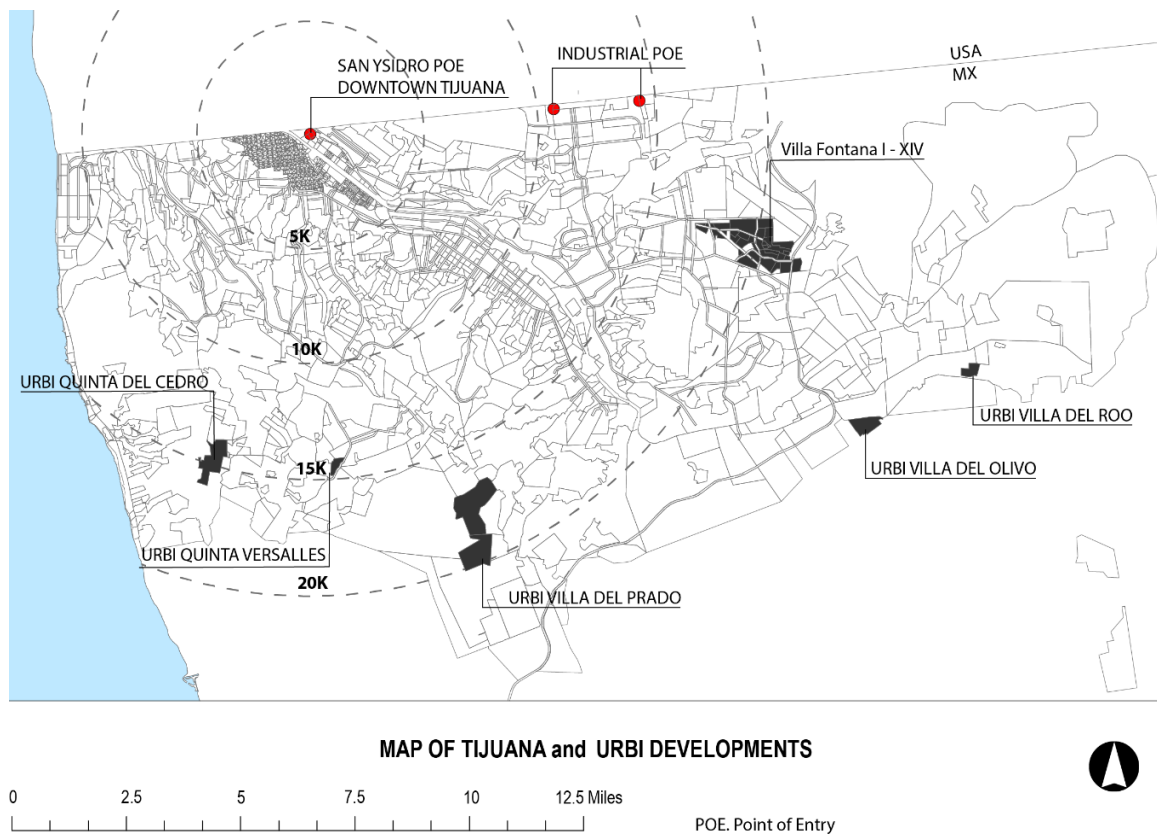 USA
MX
SAN YSIDRO POE
DOWNTOWN TIJUANA
INDUSTRIAL POE
Villa Fontana I - XIV
5K
10K
URBI QUINTA DEL CEDRO
URBI VILLA DEL ROO
15K
URBI VILLA DEL OLIVO
URBI QUINTA VERSALLES
20K
URBI VILLA DEL PRADO
MAP OF TIJUANA and URBI DEVELOPMENTS
0 2.5 5 7.5 10 12.5 Miles
POE. Point of Entry